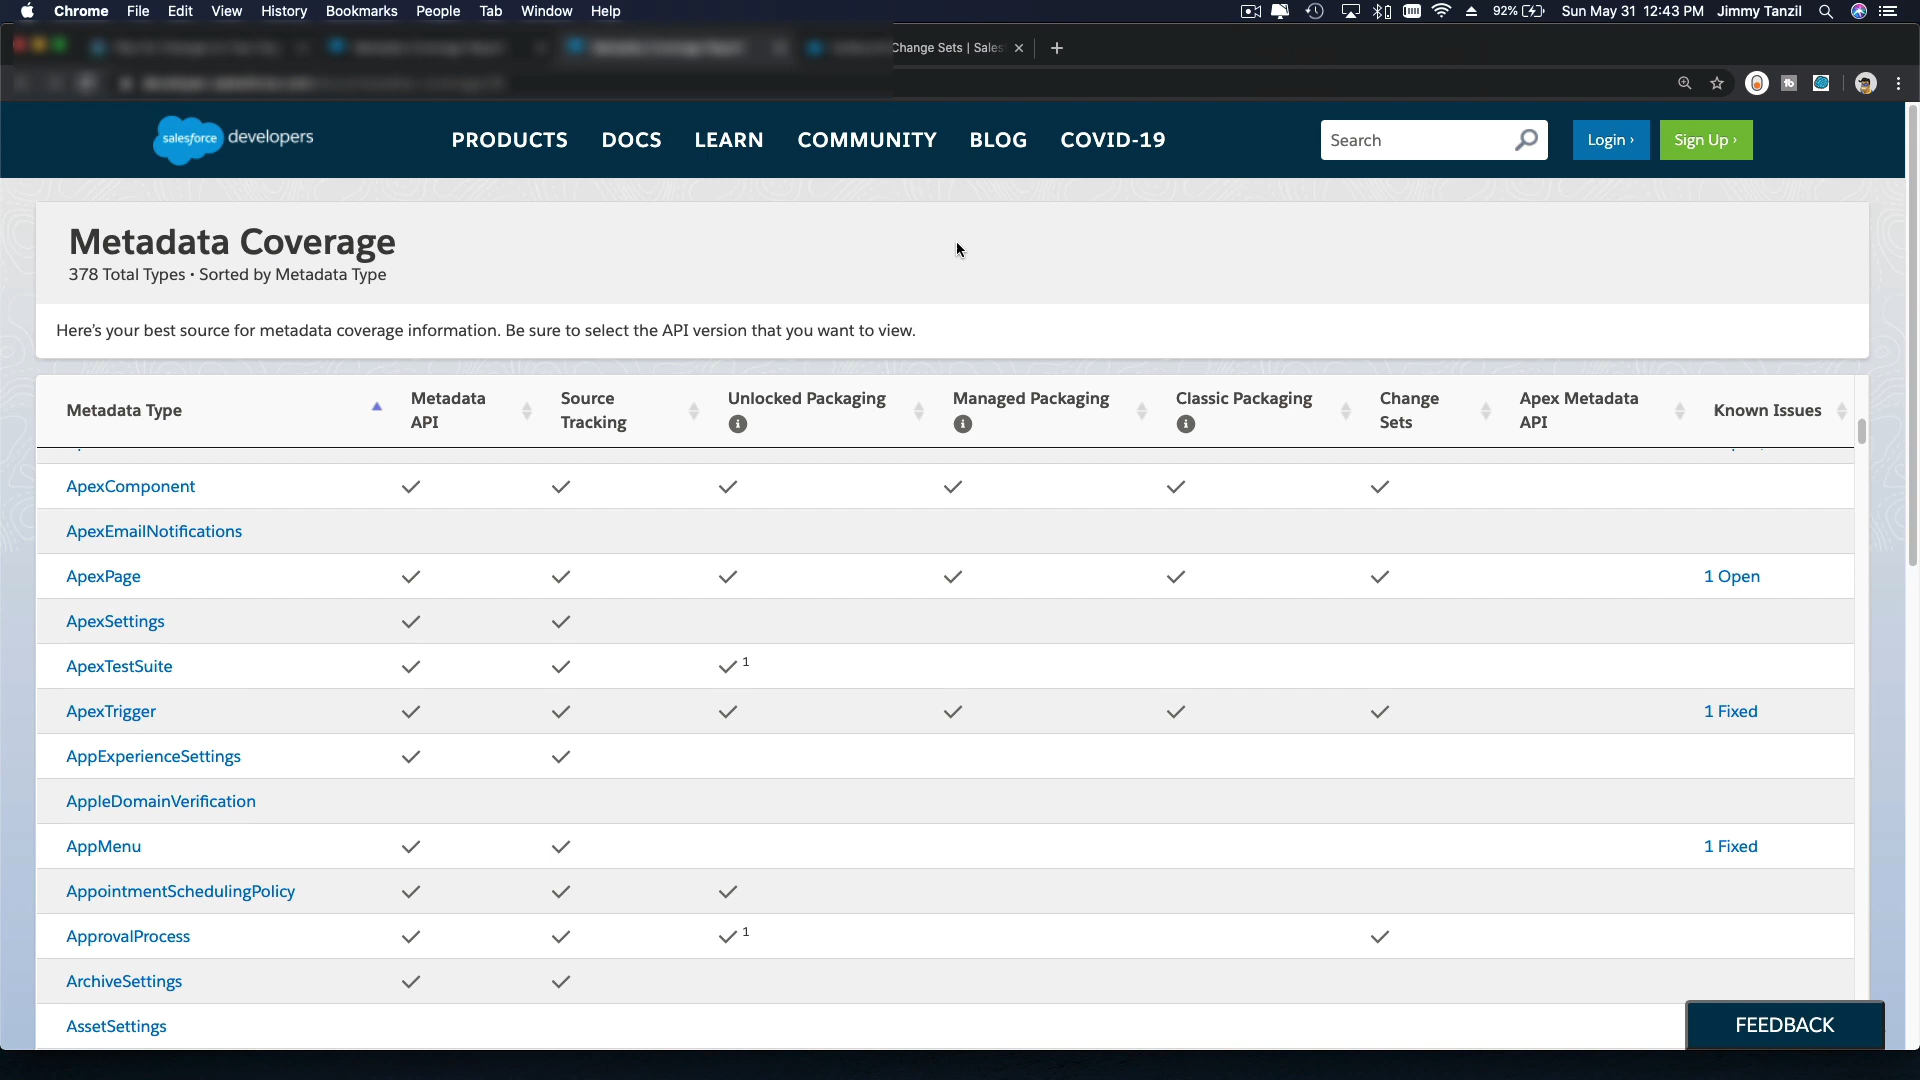 Chrome File Edit View History Bookmarks People Tab Window Help 92% Sun May 31 12:43 PM Jimmy Tanzil
Change Sets | Sales
salesforce developers PRODUCTS DOCS LEARN COMMUNITY BLOG COVID-19 Search Login › Sign Up ›
Metadata Coverage
378 Total Types • Sorted by Metadata Type
Here's your best source for metadata coverage information. Be sure to select the API version that you want to view.
Metadata Type Metadata API Source Tracking Unlocked Packaging Managed Packaging Classic Packaging Change Sets Apex Metadata API Known Issues
ApexComponent ✓ ✓ ✓ ✓ ✓ ✓
ApexEmailNotifications
ApexPage ✓ ✓ ✓ ✓ ✓ ✓ 1 Open
ApexSettings ✓ ✓
ApexTestSuite ✓ ✓ ✓ 1
ApexTrigger ✓ ✓ ✓ ✓ ✓ ✓ 1 Fixed
AppExperienceSettings ✓ ✓
AppleDomainVerification
AppMenu ✓ ✓ 1 Fixed
AppointmentSchedulingPolicy ✓ ✓ ✓
ApprovalProcess ✓ ✓ ✓ 1 ✓
ArchiveSettings ✓ ✓
AssetSettings
FEEDBACK